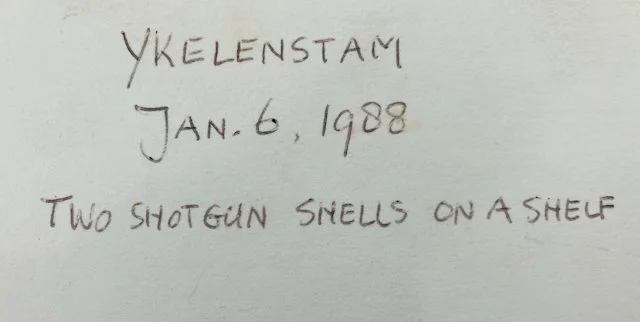 YKELENSTAM
JAN. 6, 1988
TWO SHOTGUN SHELLS ON A SHELF